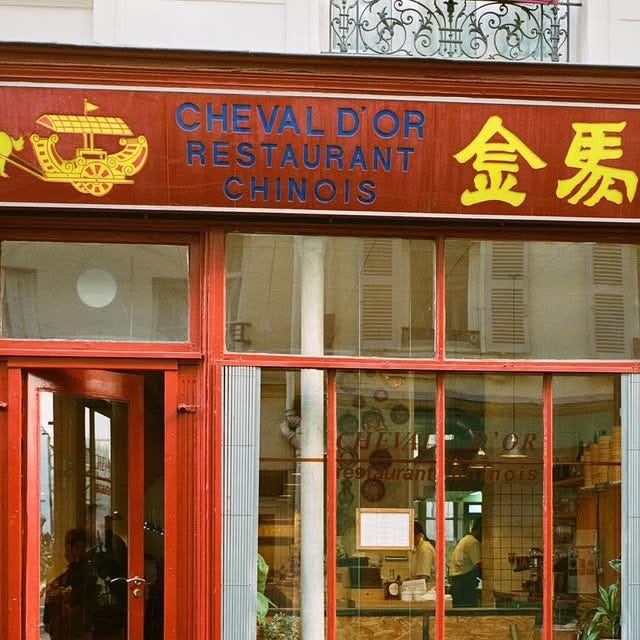 CHEVAL D'OR
RESTAURANT
CHINOIS
金馬
CHEVAL D'OR
restaurant chinois